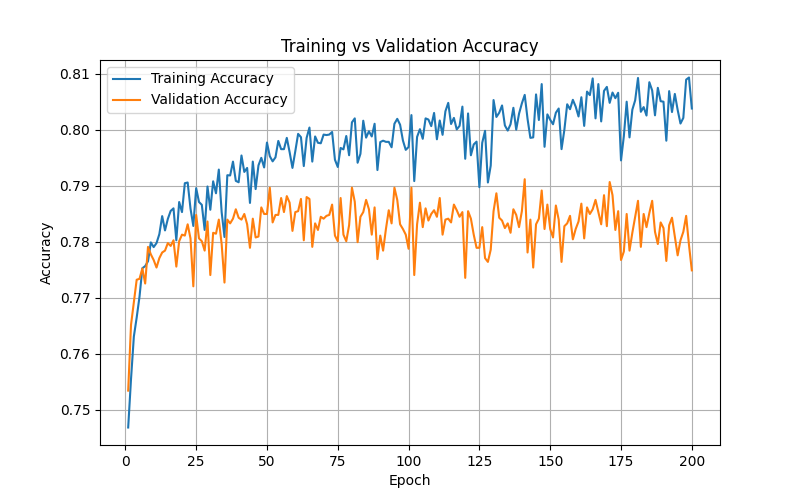 Training vs Validation Accuracy
Training Accuracy
Validation Accuracy
0.81
0.80
0.79
0.78
0.77
0.76
0.75
Accuracy
0 25 50 75 100 125 150 175 200
Epoch